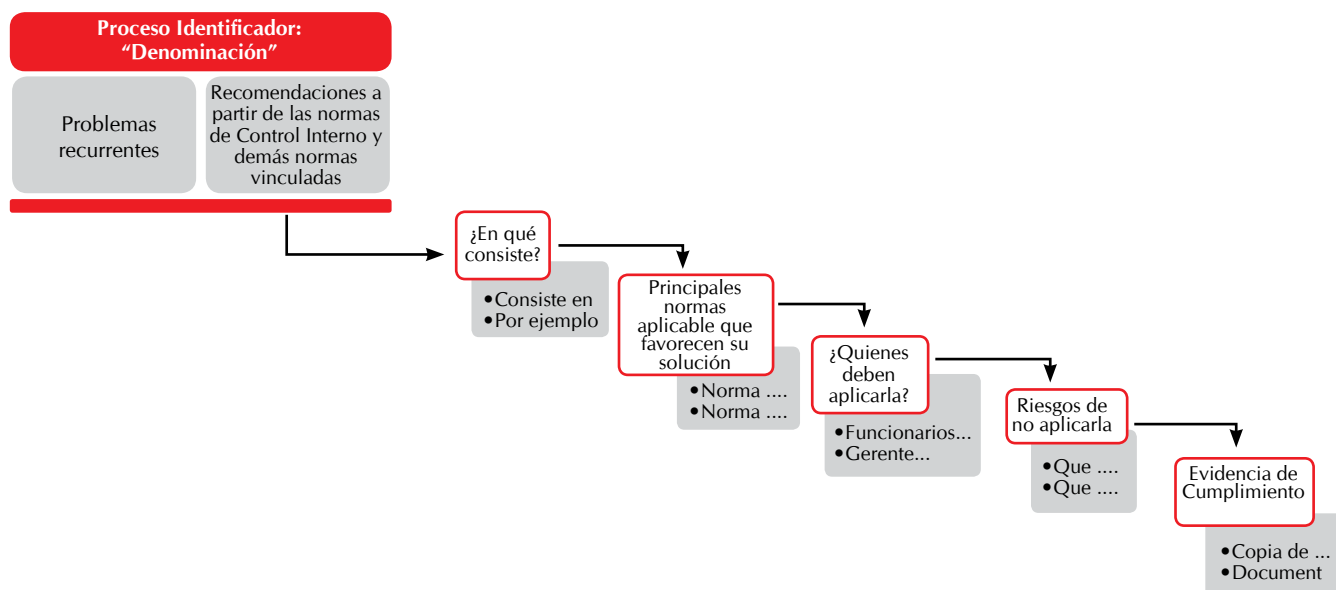 Proceso Identificador:
“Denominación”
Problemas
recurrentes
Recomendaciones a
partir de las normas
de Control Interno y
demás normas
vinculadas
¿En qué
consiste?
•Consiste en
•Por ejemplo
Principales
normas
aplicable que
favorecen su
solución
•Norma ....
•Norma ....
¿Quienes
deben
aplicarla?
•Funcionarios...
•Gerente...
Riesgos de
no aplicarla
•Que ....
•Que ....
Evidencia de
Cumplimiento
•Copia de ...
•Document